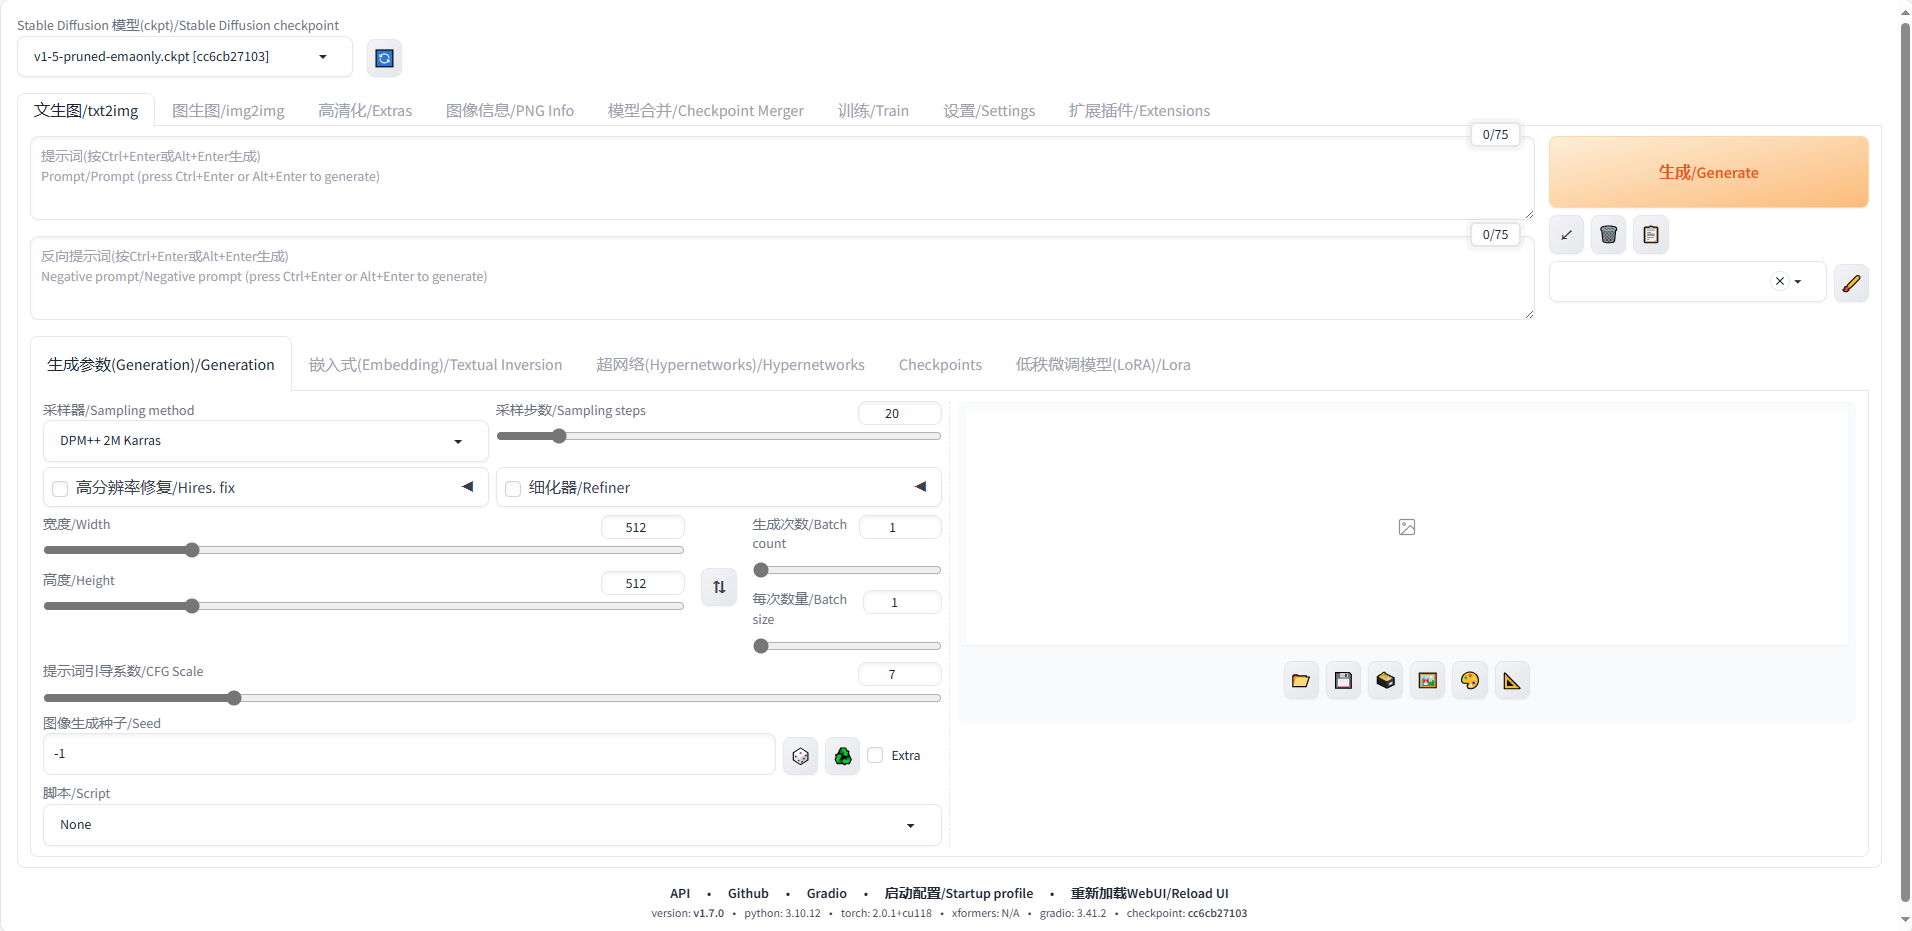 Stable Diffusion 模型(ckpt)/Stable Diffusion checkpoint
v1-5-pruned-emaonly.ckpt [cc6cb27103]
文生图/txt2img 图生图/img2img 高清化/Extras 图像信息/PNG Info 模型合并/Checkpoint Merger 训练/Train 设置/Settings 扩展插件/Extensions
0/75
提示词(按Ctrl+Enter或Alt+Enter生成)
Prompt/Prompt (press Ctrl+Enter or Alt+Enter to generate)
生成/Generate
0/75
反向提示词(按Ctrl+Enter或Alt+Enter生成)
Negative prompt/Negative prompt (press Ctrl+Enter or Alt+Enter to generate)
生成参数(Generation)/Generation 嵌入式(Embedding)/Textual Inversion 超网络(Hypernetworks)/Hypernetworks Checkpoints 低秩微调模型(LoRA)/Lora
采样器/Sampling method
DPM++ 2M Karras
采样步数/Sampling steps 20
高分辨率修复/Hires. fix
细化器/Refiner
宽度/Width 512
高度/Height 512
生成次数/Batch count 1
每次数量/Batch size 1
提示词引导系数/CFG Scale 7
图像生成种子/Seed
-1
Extra
脚本/Script
None
API • Github • Gradio • 启动配置/Startup profile • 重新加载WebUI/Reload UI
version: v1.7.0 • python: 3.10.12 • torch: 2.0.1+cu118 • xformers: N/A • gradio: 3.41.2 • checkpoint: cc6cb27103